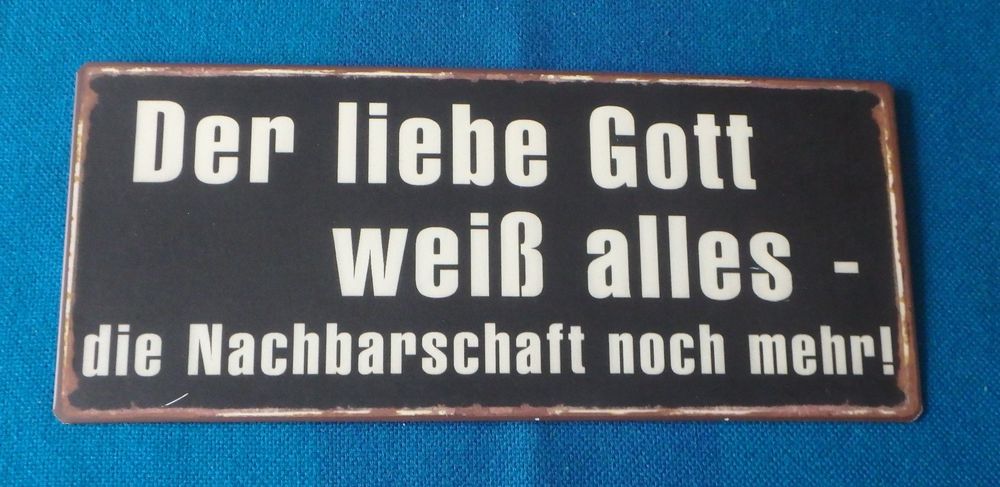 Der liebe Gott
weiß alles -
die Nachbarschaft noch mehr!